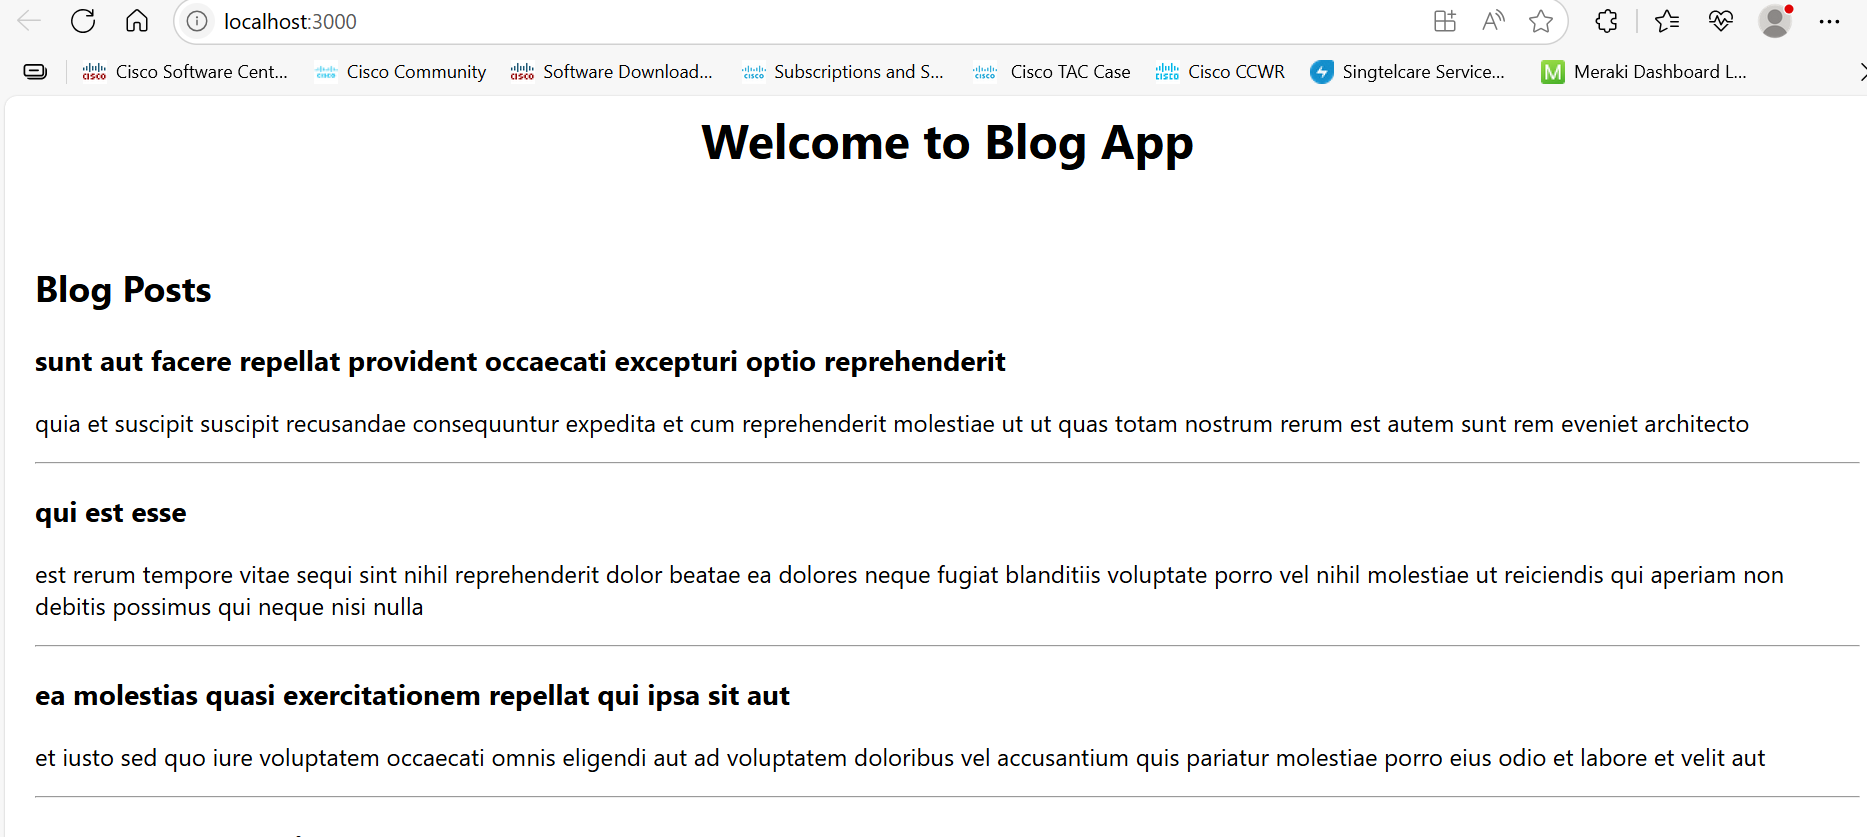 localhost:3000
Cisco Software Cent... Cisco Community Software Download... Subscriptions and S... Cisco TAC Case Cisco CCWR Singtelcare Service... Meraki Dashboard L...
Welcome to Blog App
Blog Posts
sunt aut facere repellat provident occaecati excepturi optio reprehenderit
quia et suscipit suscipit recusandae consequuntur expedita et cum reprehenderit molestiae ut ut quas totam nostrum rerum est autem sunt rem eveniet architecto
qui est esse
est rerum tempore vitae sequi sint nihil reprehenderit dolor beatae ea dolores neque fugiat blanditiis voluptate porro vel nihil molestiae ut reiciendis qui aperiam non
debitis possimus qui neque nisi nulla
ea molestias quasi exercitationem repellat qui ipsa sit aut
et iusto sed quo iure voluptatem occaecati omnis eligendi aut ad voluptatem doloribus vel accusantium quis pariatur molestiae porro eius odio et labore et velit aut